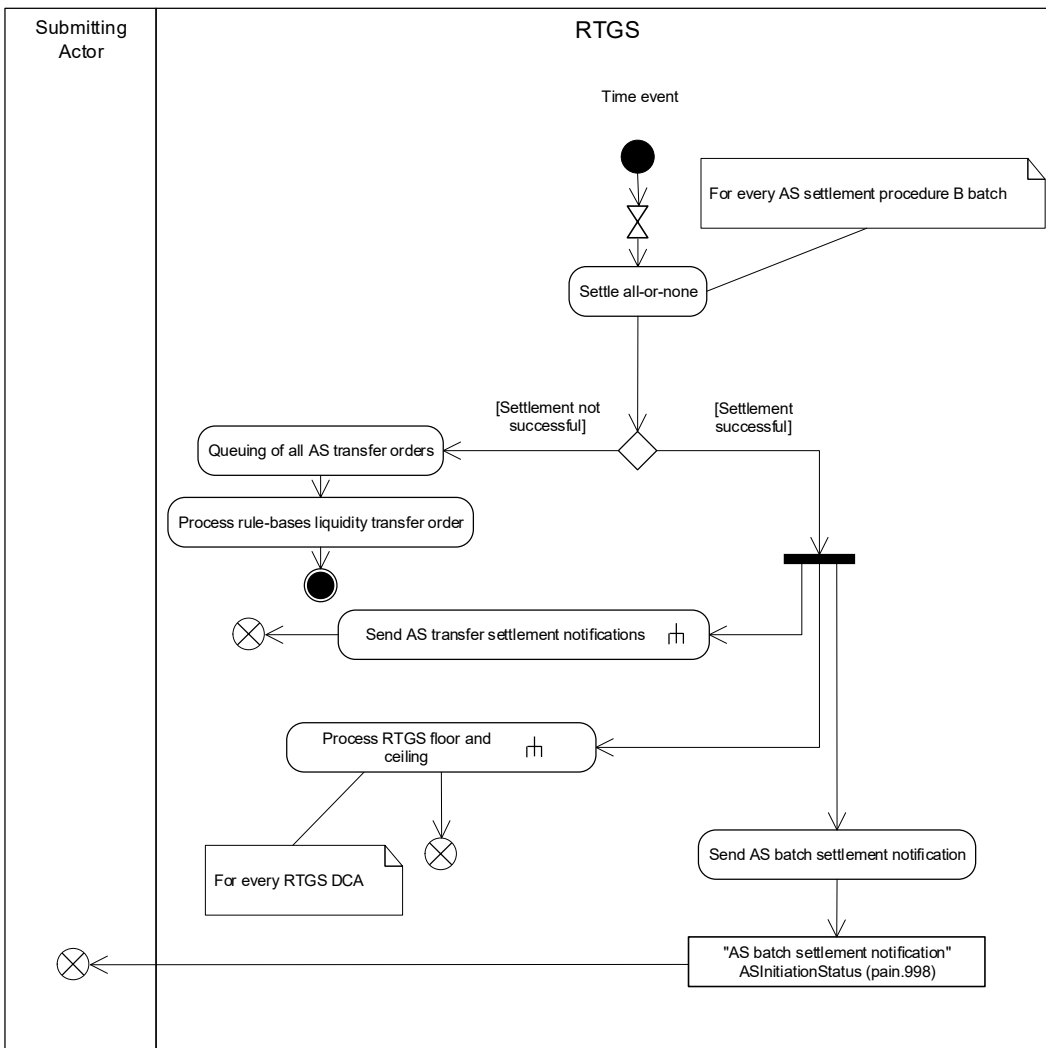 Submitting
Actor
RTGS
Time event
For every AS settlement procedure B batch
Settle all-or-none
[Settlement not
successful]
[Settlement
successful]
Queuing of all AS transfer orders
Process rule-bases liquidity transfer order
Send AS transfer settlement notifications
Process RTGS floor and
ceiling
For every RTGS DCA
Send AS batch settlement notification
"AS batch settlement notification"
ASInitiationStatus (pain.998)